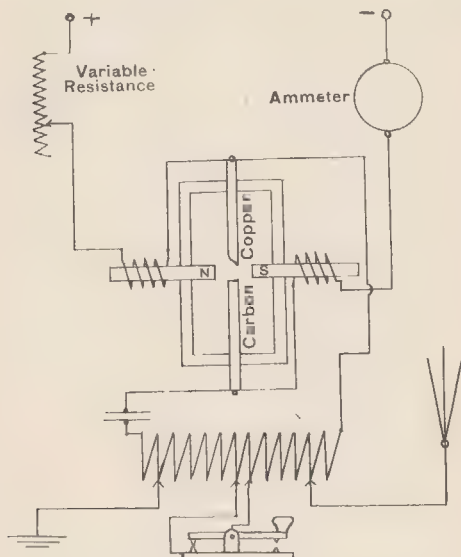 +
-
Variable
Resistance
Ammeter
Copper
N
S
Carbon